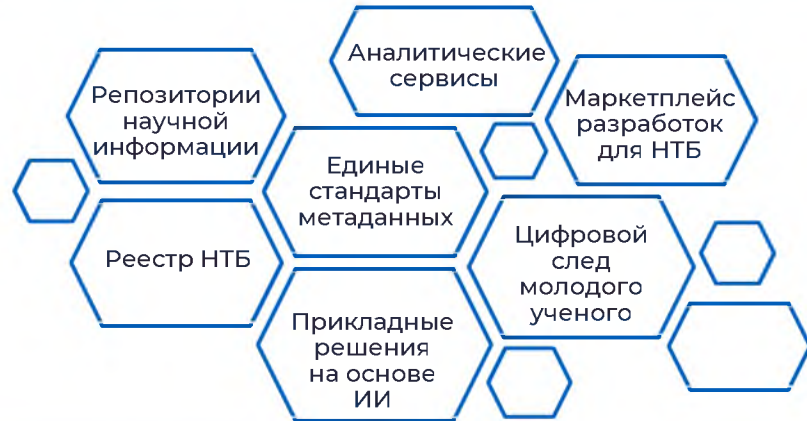 Аналитические
сервисы
Репозитории
научной
информации
Маркетплейс
разработок
для НТБ
Единые
стандарты
метаданных
Реестр НТБ
Цифровой
след
молодого
ученого
Прикладные
решения
на основе
ИИ